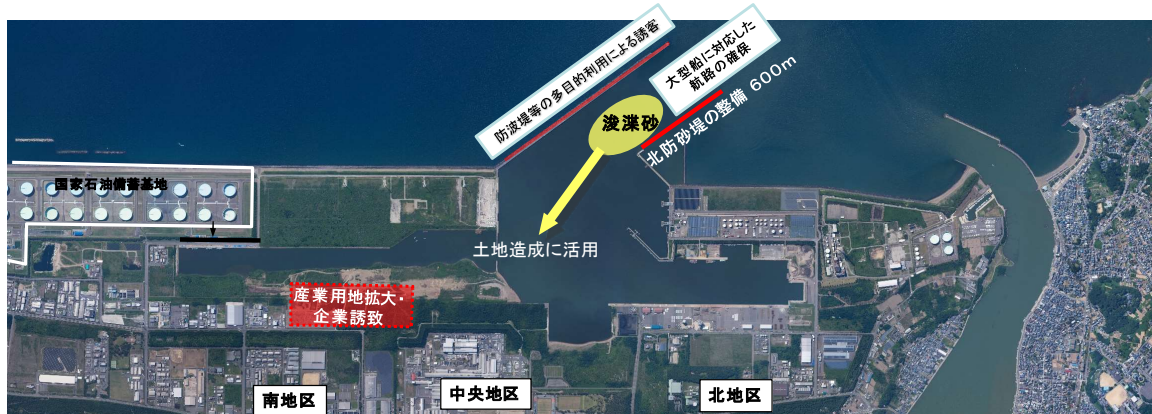 防波堤等の多目的利用による誘客
大型船に対応した
航路の確保
浚渫砂
北防砂堤の整備 600m
国家石油備蓄基地
土地造成に活用
産業用地拡大・
企業誘致
南地区
中央地区
北地区